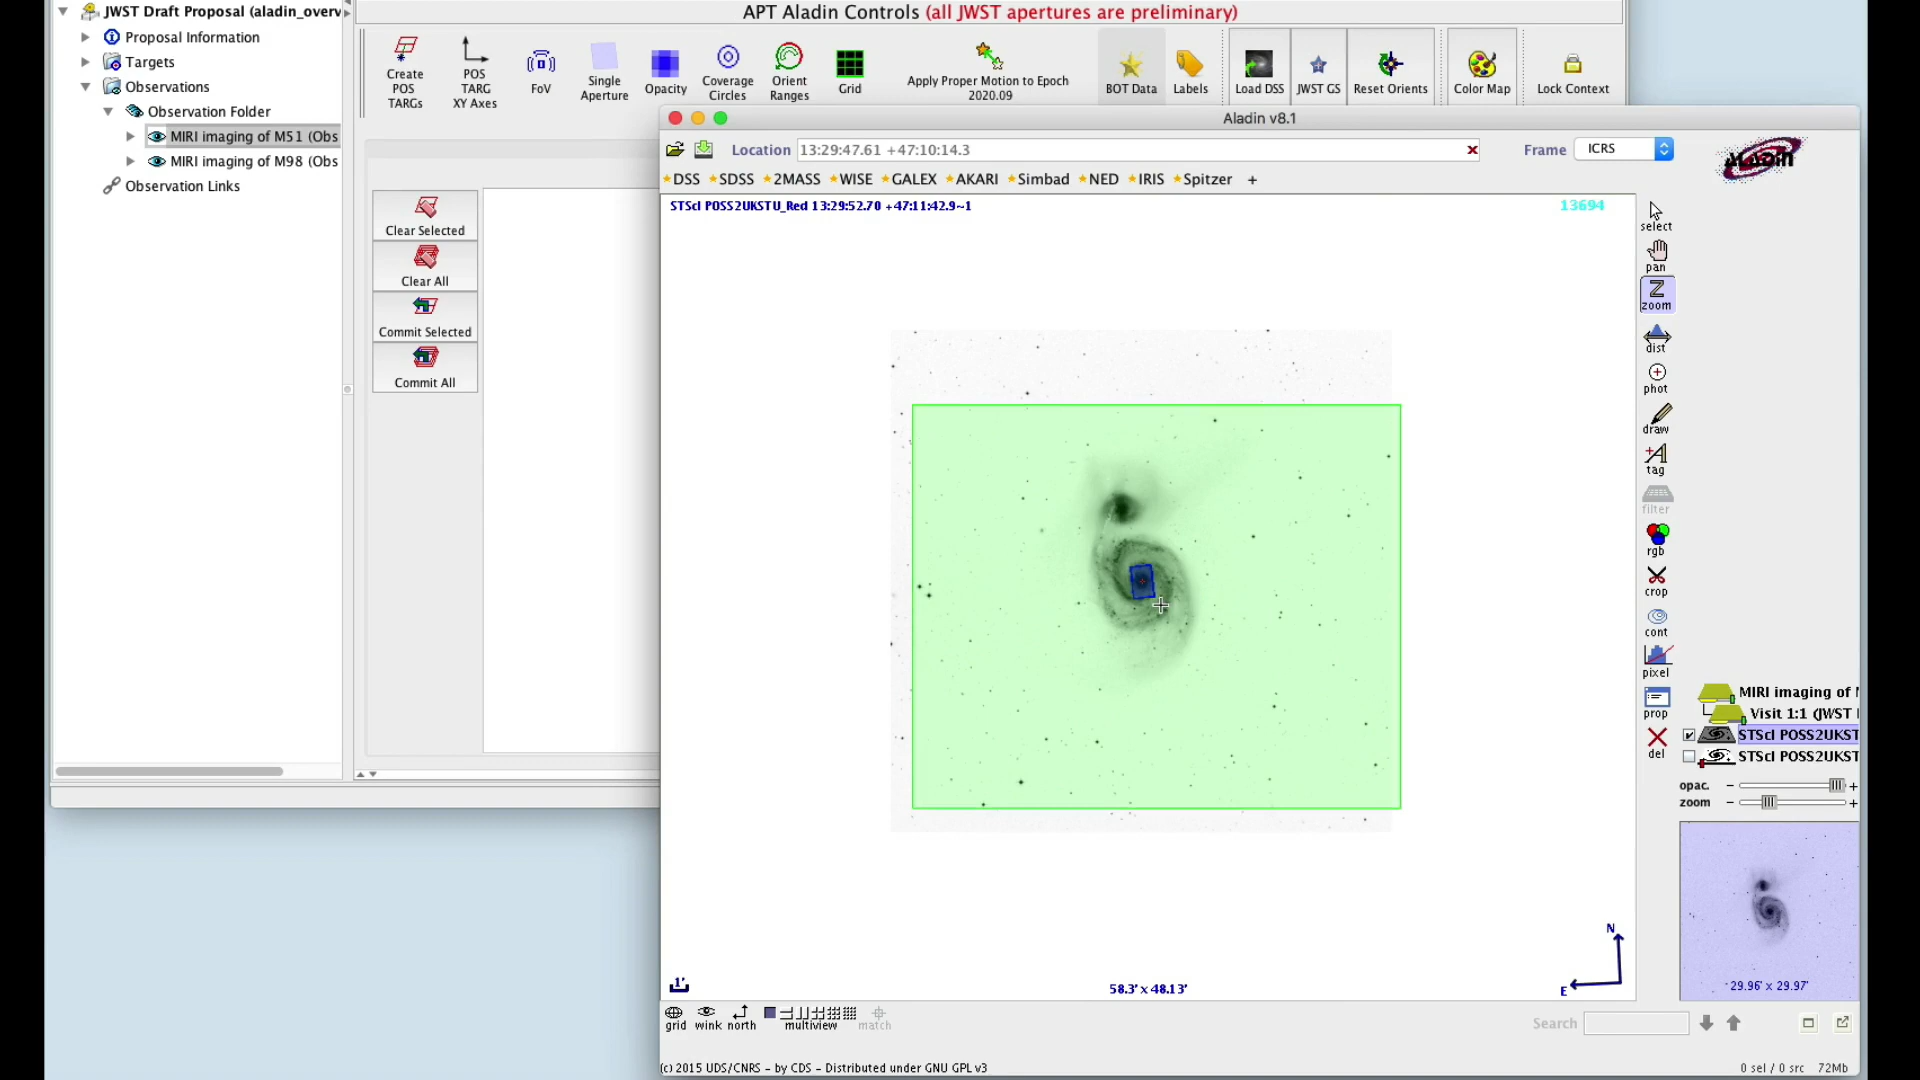 JWST Draft Proposal (aladin_overv
Proposal Information
Targets
Observations
Observation Folder
MIRI imaging of M51 (Obs
MIRI imaging of M98 (Obs
Observation Links
APT Aladin Controls (all JWST apertures are preliminary)
Create POS TARGs
POS TARG XY Axes
FoV
Single Aperture
Opacity
Coverage Circles
Orient Ranges
Grid
Apply Proper Motion to Epoch 2020.09
BOT Data
Labels
Load DSS
JWST GS
Reset Orients
Color Map
Lock Context
Clear Selected
Clear All
Commit Selected
Commit All
Aladin v8.1
Location 13:29:47.61 +47:10:14.3
Frame ICRS
ALADIN
DSS SDSS 2MASS WISE GALEX AKARI Simbad NED IRIS Spitzer +
STScI POSS2UKSTU_Red 13:29:52.70 +47:11:42.9~1
13694
select
pan
Z
zoom
dist
phot
draw
tag
filter
rgb
crop
cont
pixel
prop
del
MIRI imaging of M
Visit 1:1 (JWST
STScI POSS2UKST
STScI POSS2UKST
opac. - +
zoom - +
29.96' x 29.97'
N
E
1'
58.3' x 48.13'
grid wink north multiview match
Search
(c) 2015 UDS/CNRS - by CDS - Distributed under GNU GPL v3
0 sel / 0 src 72Mb